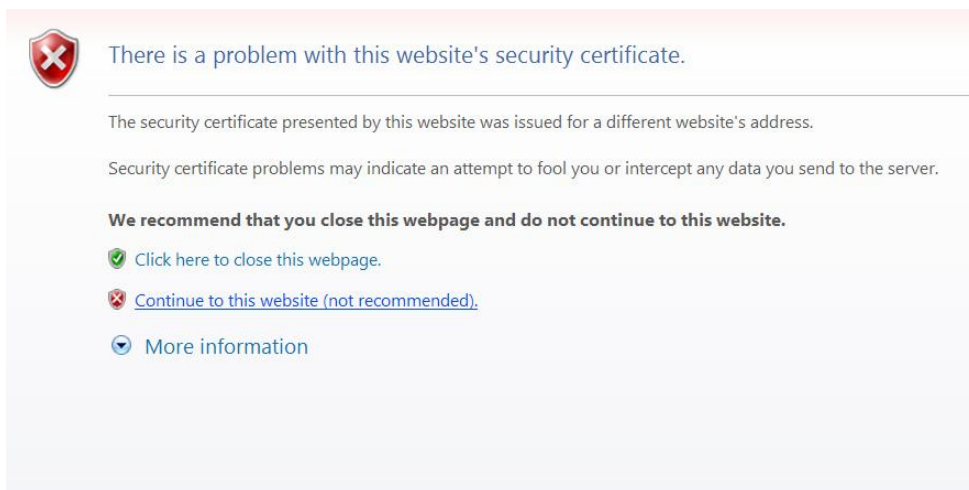 There is a problem with this website's security certificate.
The security certificate presented by this website was issued for a different website's address.
Security certificate problems may indicate an attempt to fool you or intercept any data you send to the server.
We recommend that you close this webpage and do not continue to this website.
Click here to close this webpage.
Continue to this website (not recommended).
More information